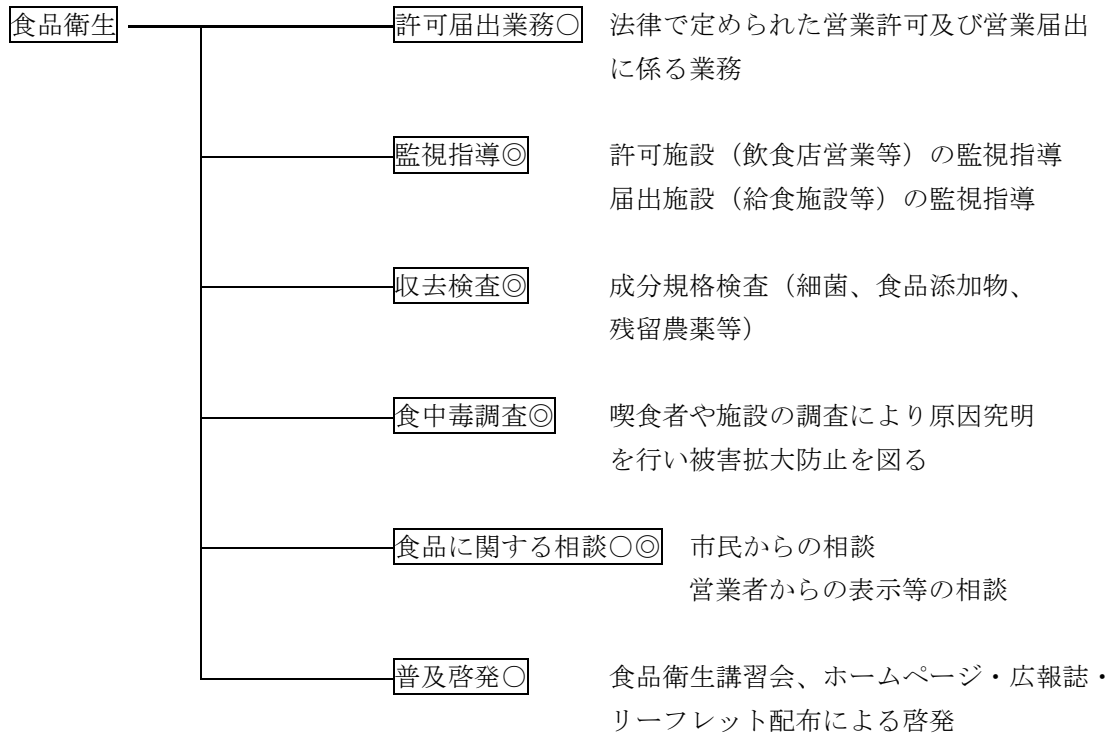 食品衛生
許可届出業務○ 法律で定められた営業許可及び営業届出
に係る業務
監視指導◎ 許可施設（飲食店営業等）の監視指導
届出施設（給食施設等）の監視指導
収去検査◎ 成分規格検査（細菌、食品添加物、
残留農薬等）
食中毒調査◎ 喫食者や施設の調査により原因究明
を行い被害拡大防止を図る
食品に関する相談○◎ 市民からの相談
営業者からの表示等の相談
普及啓発○ 食品衛生講習会、ホームページ・広報誌・
リーフレット配布による啓発